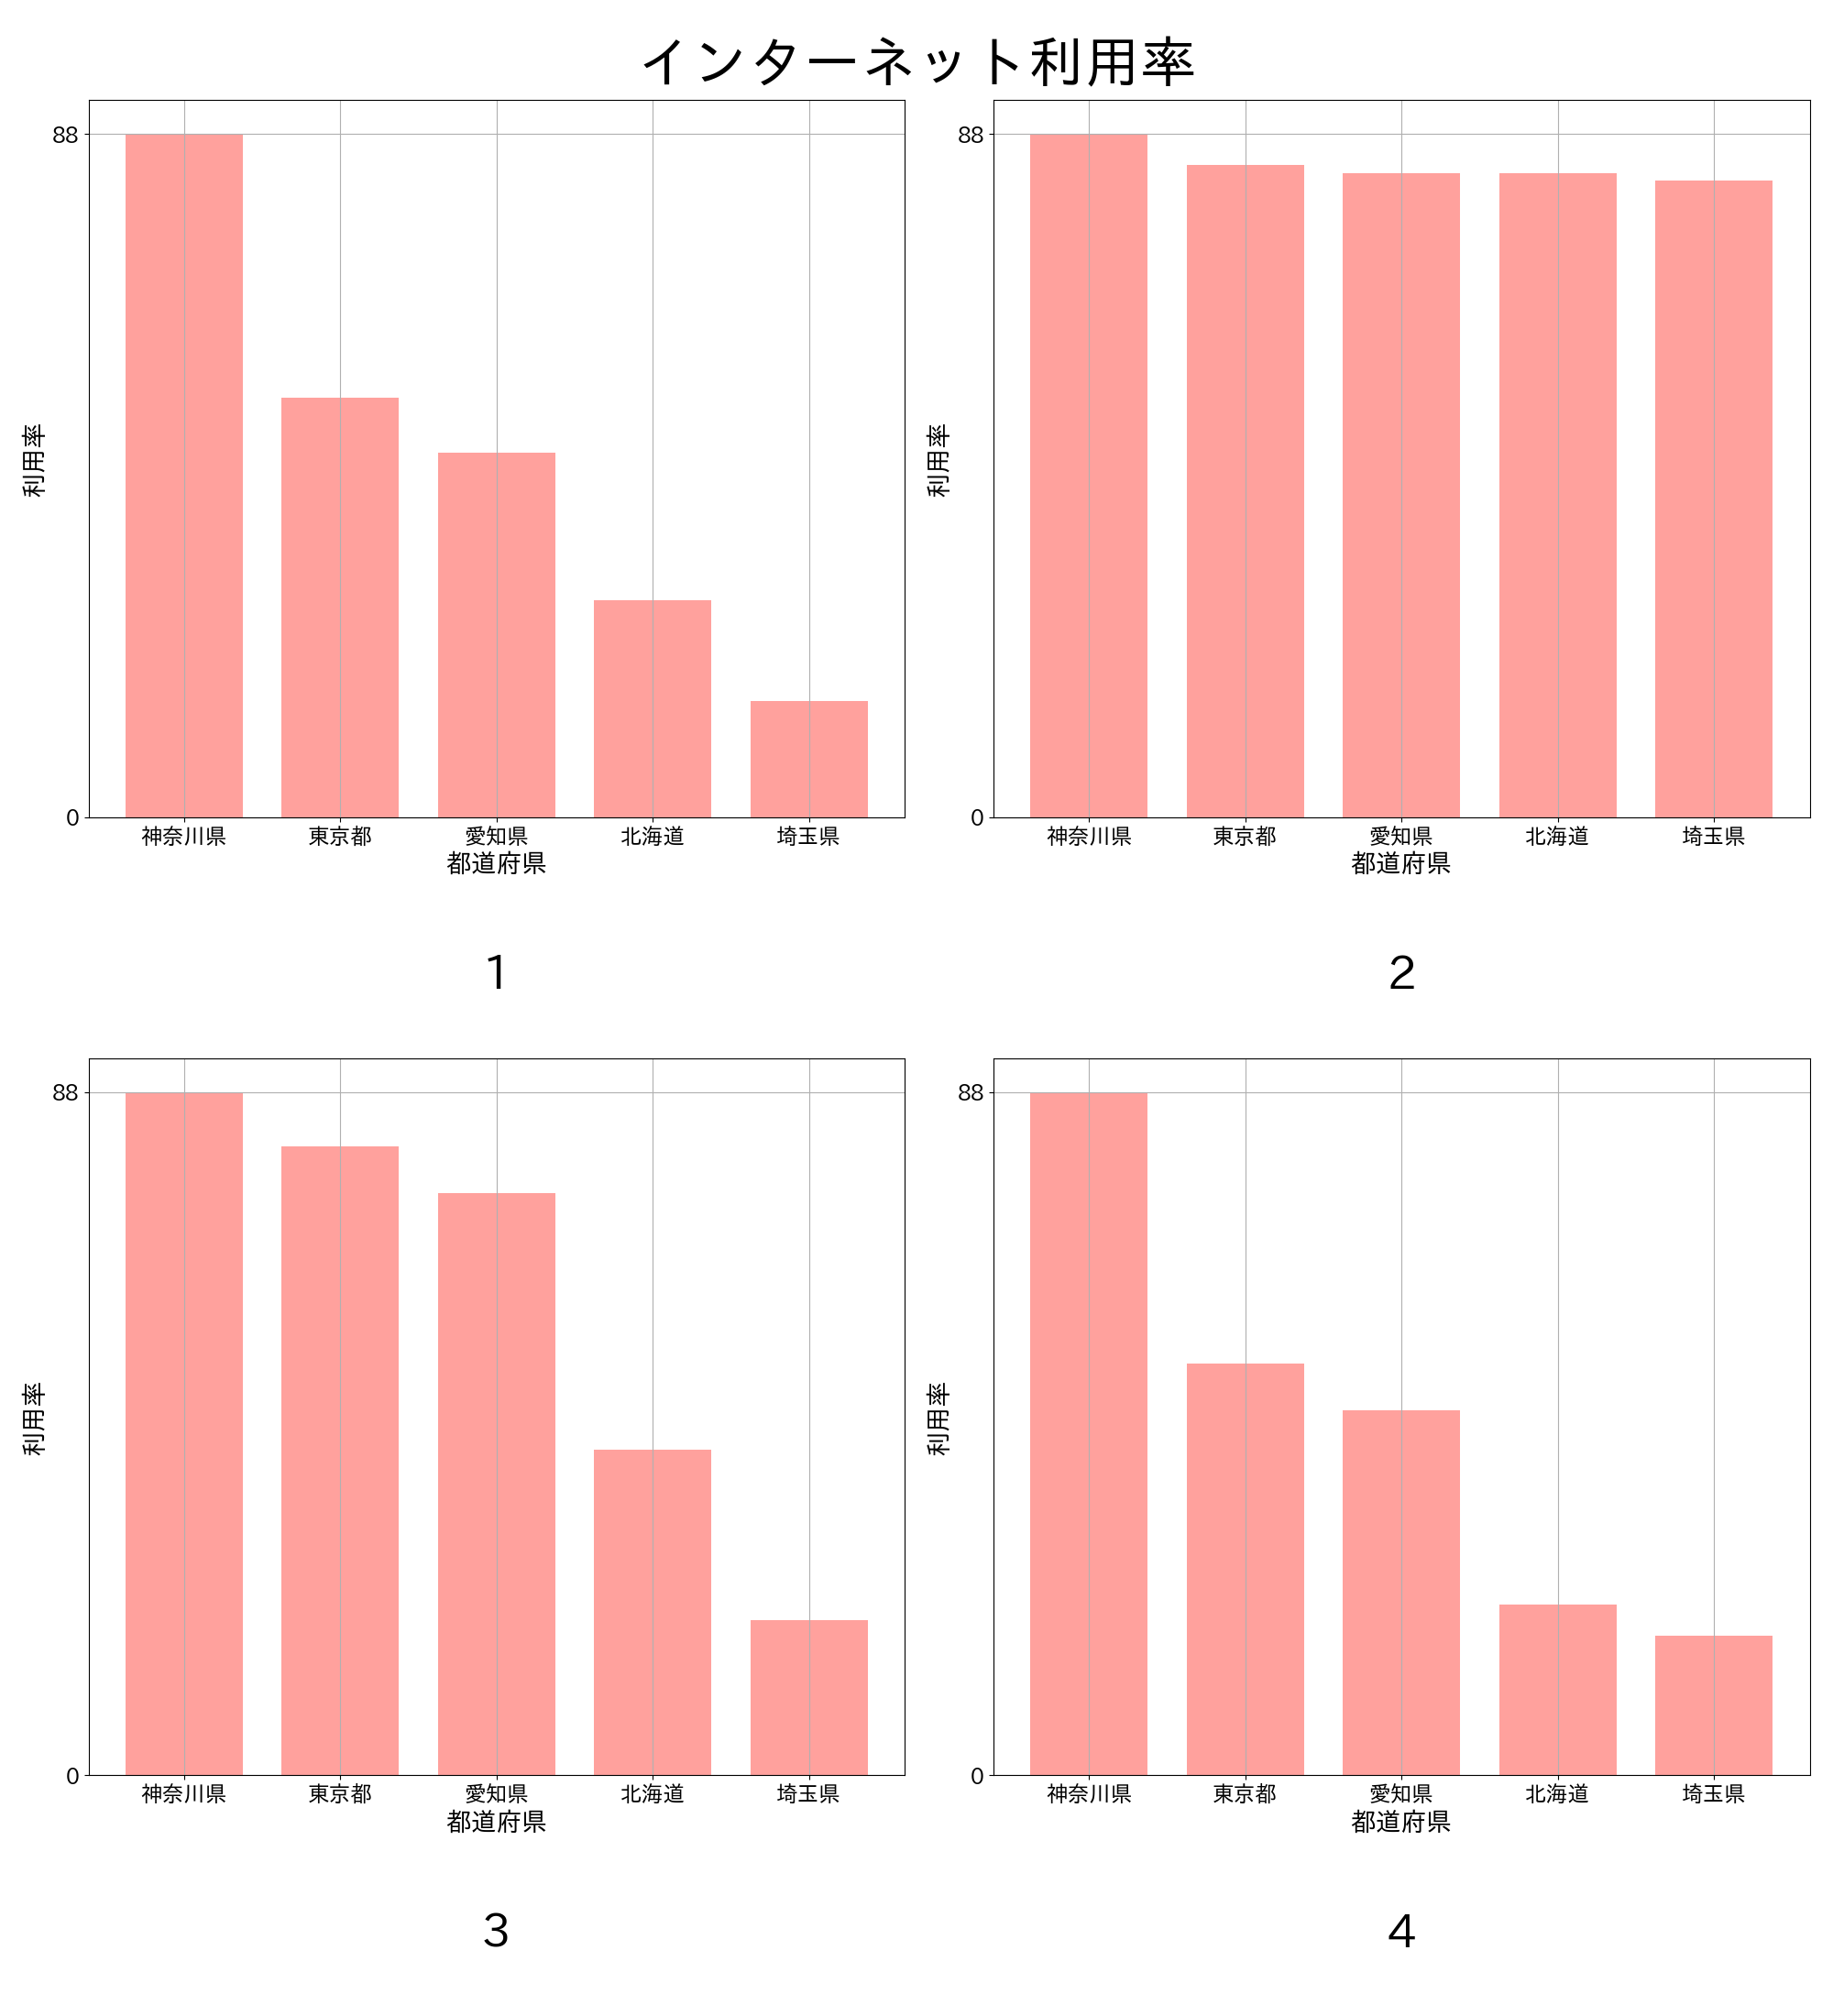 インターネット利用率
88
0
利用率
神奈川県 東京都 愛知県 北海道 埼玉県
都道府県
1
88
0
利用率
神奈川県 東京都 愛知県 北海道 埼玉県
都道府県
2
88
0
利用率
神奈川県 東京都 愛知県 北海道 埼玉県
都道府県
3
88
0
利用率
神奈川県 東京都 愛知県 北海道 埼玉県
都道府県
4